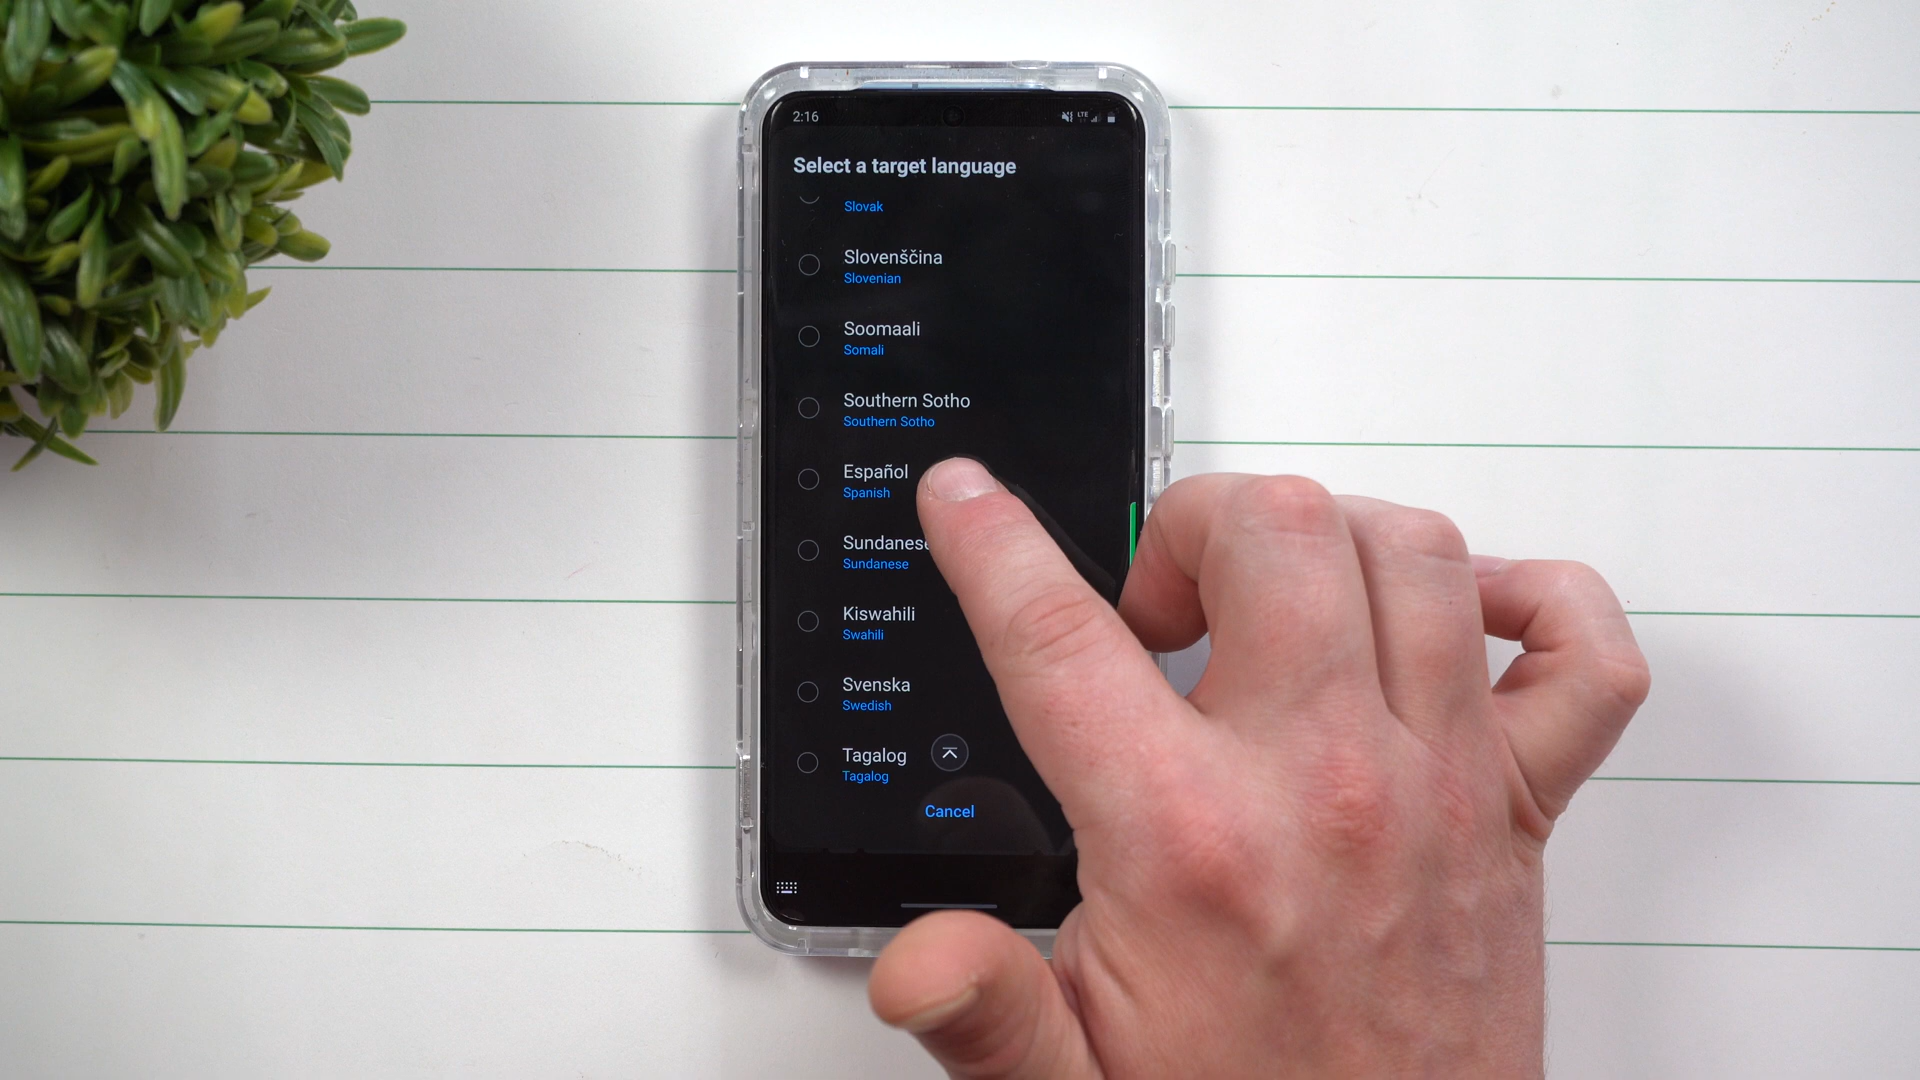 2:16
LTE
Select a target language
Slovak
Slovenščina
Slovenian
Soomaali
Somali
Southern Sotho
Southern Sotho
Español
Spanish
Sundanese
Sundanese
Kiswahili
Swahili
Svenska
Swedish
Tagalog
Tagalog
Cancel